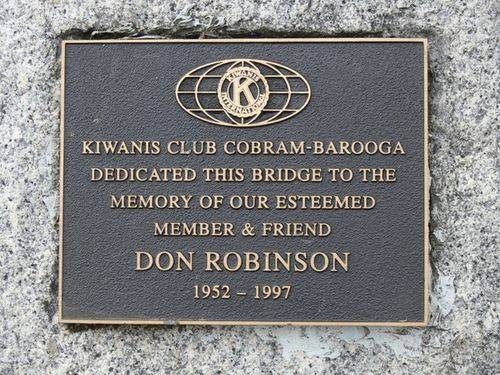 KIWANIS
K
INTERNATIONAL
KIWANIS CLUB COBRAM-BAROOGA
DEDICATED THIS BRIDGE TO THE
MEMORY OF OUR ESTEEMED
MEMBER & FRIEND
DON ROBINSON
1952 – 1997